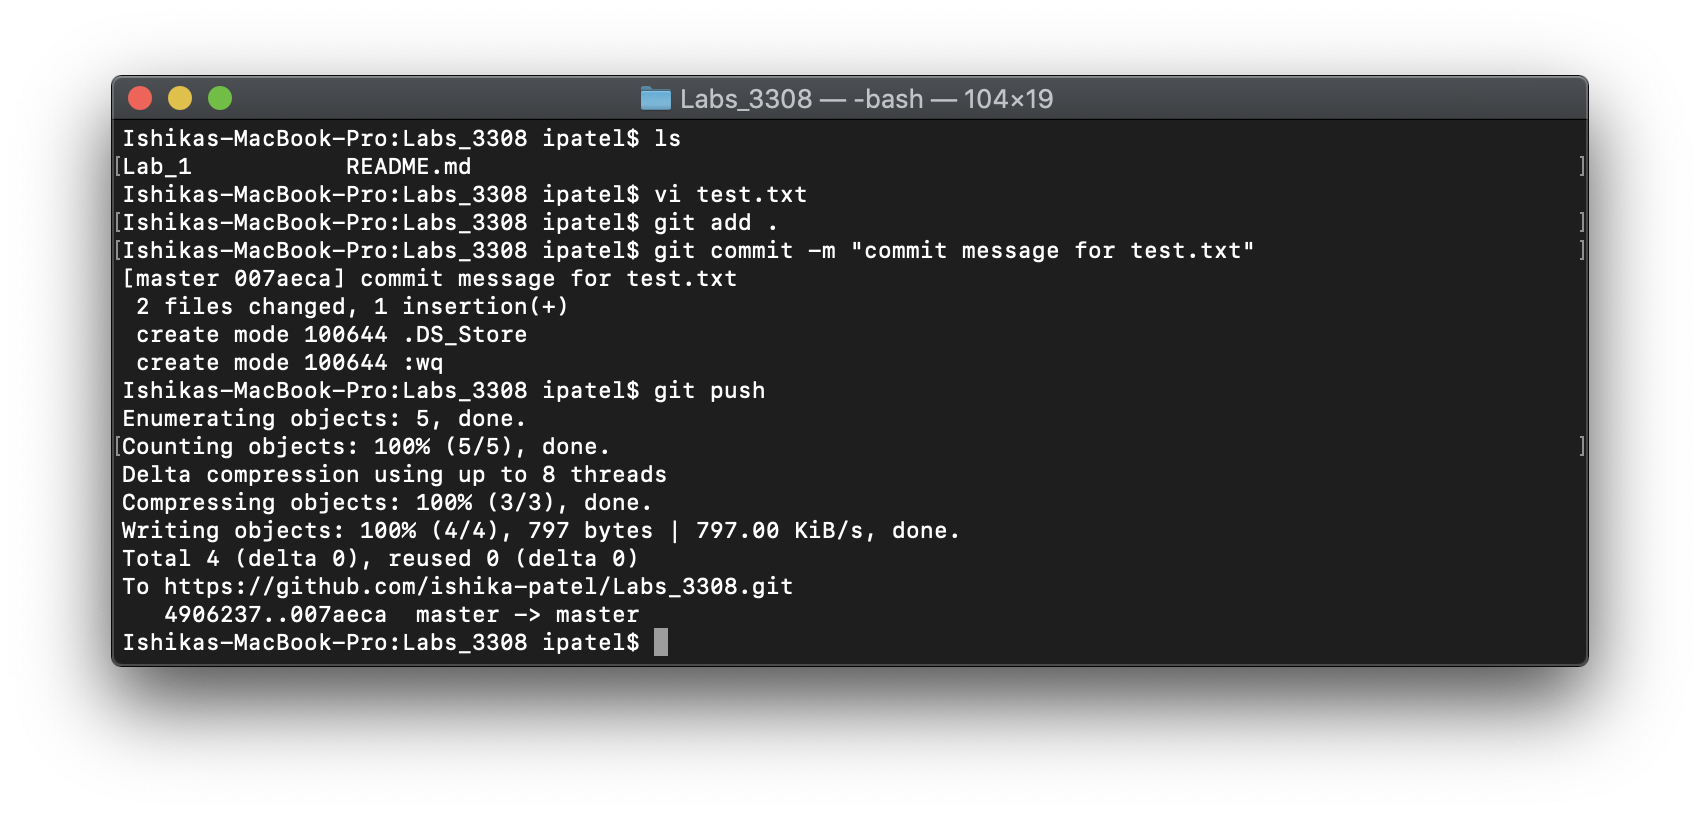 Labs_3308 — -bash — 104×19
Ishikas-MacBook-Pro:Labs_3308 ipatel$ ls
[Lab_1           README.md ]
Ishikas-MacBook-Pro:Labs_3308 ipatel$ vi test.txt
[Ishikas-MacBook-Pro:Labs_3308 ipatel$ git add . ]
[Ishikas-MacBook-Pro:Labs_3308 ipatel$ git commit -m "commit message for test.txt" ]
[master 007aeca] commit message for test.txt
 2 files changed, 1 insertion(+)
 create mode 100644 .DS_Store
 create mode 100644 :wq
Ishikas-MacBook-Pro:Labs_3308 ipatel$ git push
Enumerating objects: 5, done.
[Counting objects: 100% (5/5), done. ]
Delta compression using up to 8 threads
Compressing objects: 100% (3/3), done.
Writing objects: 100% (4/4), 797 bytes | 797.00 KiB/s, done.
Total 4 (delta 0), reused 0 (delta 0)
To https://github.com/ishika-patel/Labs_3308.git
   4906237..007aeca  master -> master
Ishikas-MacBook-Pro:Labs_3308 ipatel$